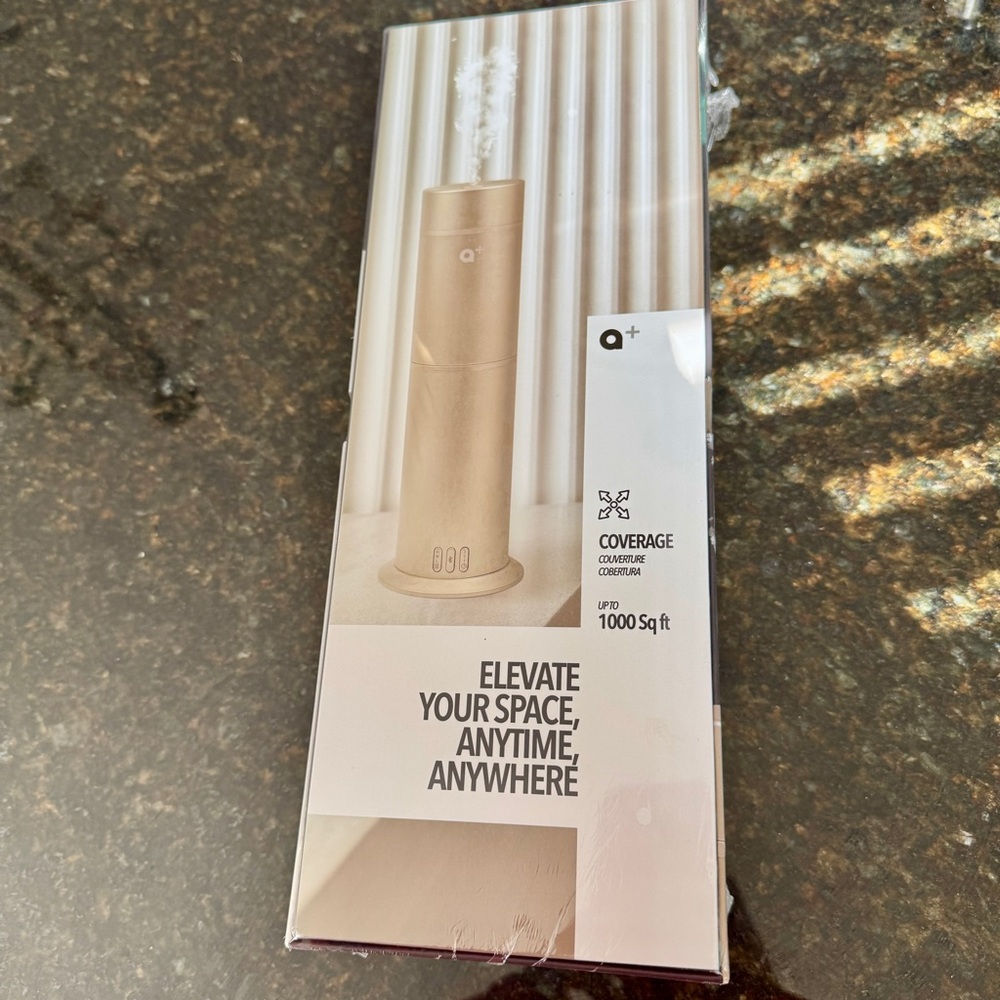 a+
a+
COVERAGE
COUVERTURE
COBERTURA
UP TO
1000 Sq ft
ELEVATE
YOUR SPACE,
ANYTIME,
ANYWHERE